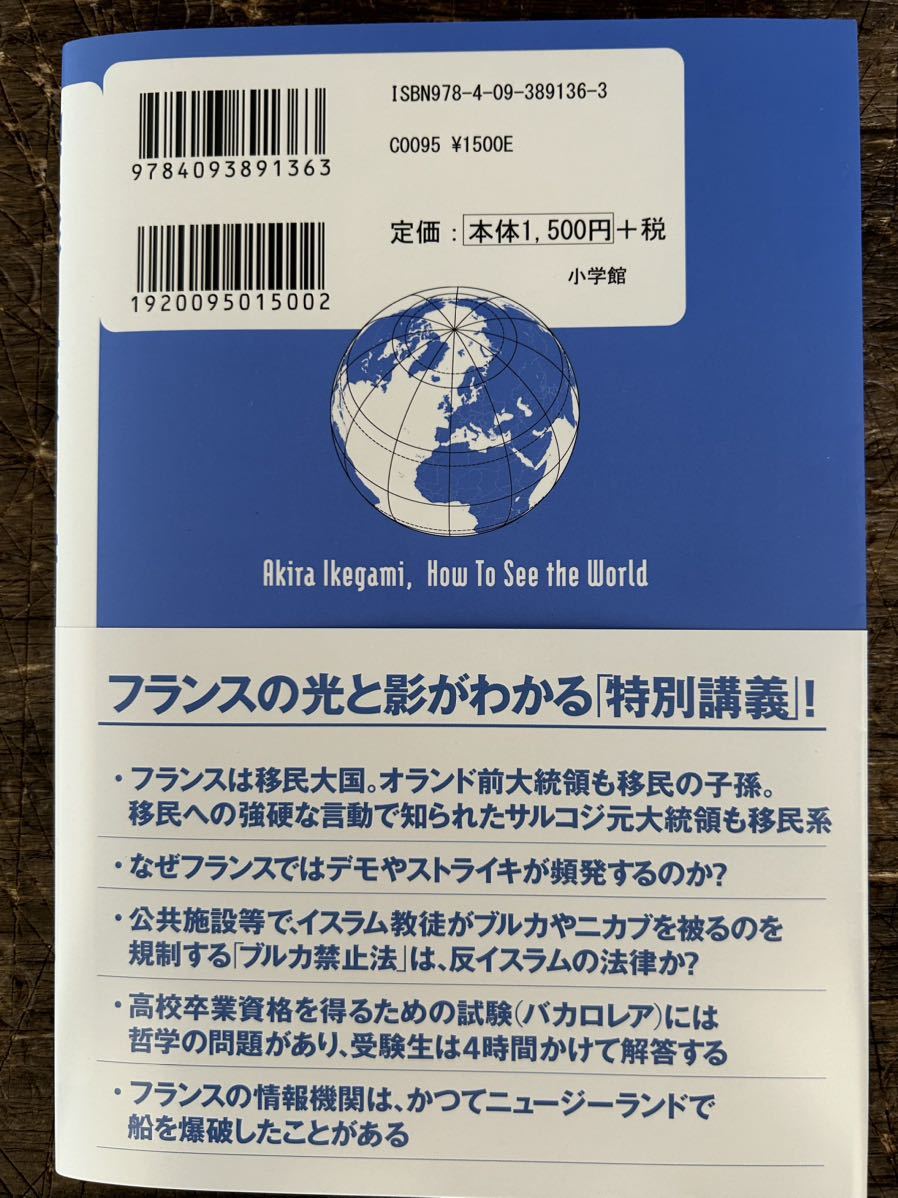 ISBN978-4-09-389136-3
9784093891363
C0095 ¥1500E
定価：本体1,500円+税
小学館
1920095015002
Akira Ikegami, How To See the World
フランスの光と影がわかる「特別講義」！
・フランスは移民大国。オランド前大統領も移民の子孫。
移民への強硬な言動で知られたサルコジ元大統領も移民系
・なぜフランスではデモやストライキが頻発するのか?
・公共施設等で、イスラム教徒がブルカやニカブを被るのを
規制する「ブルカ禁止法」は、反イスラムの法律か?
・高校卒業資格を得るための試験（バカロレア）には
哲学の問題があり、受験生は4時間かけて解答する
・フランスの情報機関は、かつてニュージーランドで
船を爆破したことがある